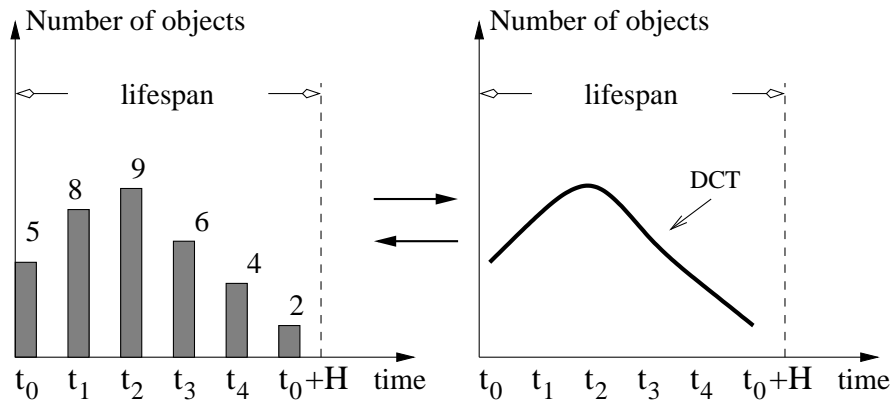 Number of objects
lifespan
9
8
6
5
4
2
t0 t1 t2 t3 t4 t0+H time
Number of objects
lifespan
DCT
t0 t1 t2 t3 t4 t0+H time